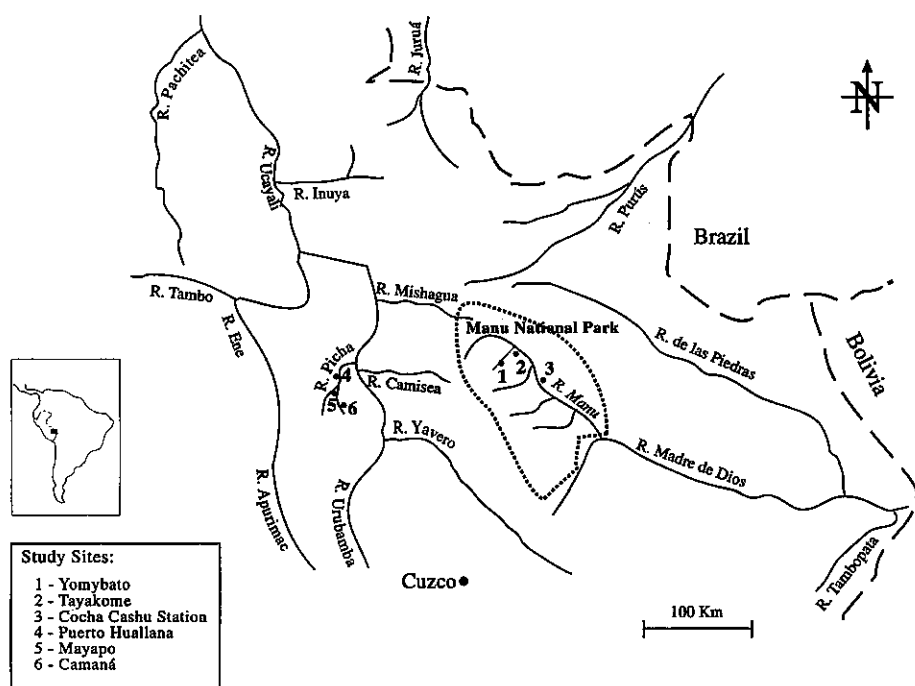 R. Pachitea
R. Juruá
N
R. Ucayali
R. Inuya
R. Purús
Brazil
R. Tambo
R. Mishagua
R. Ene
Manu National Park
R. Picha
4
1
2
3
R. de las Piedras
Bolivia
R. Camisea
5
6
R. Manu
R. Yavero
R. Madre de Dios
R. Apurimac
R. Urubamba
R. Tambopata
Cuzco
100 Km
Study Sites:
1 - Yomybato
2 - Tayakome
3 - Cocha Cashu Station
4 - Puerto Huallana
5 - Mayapo
6 - Camaná